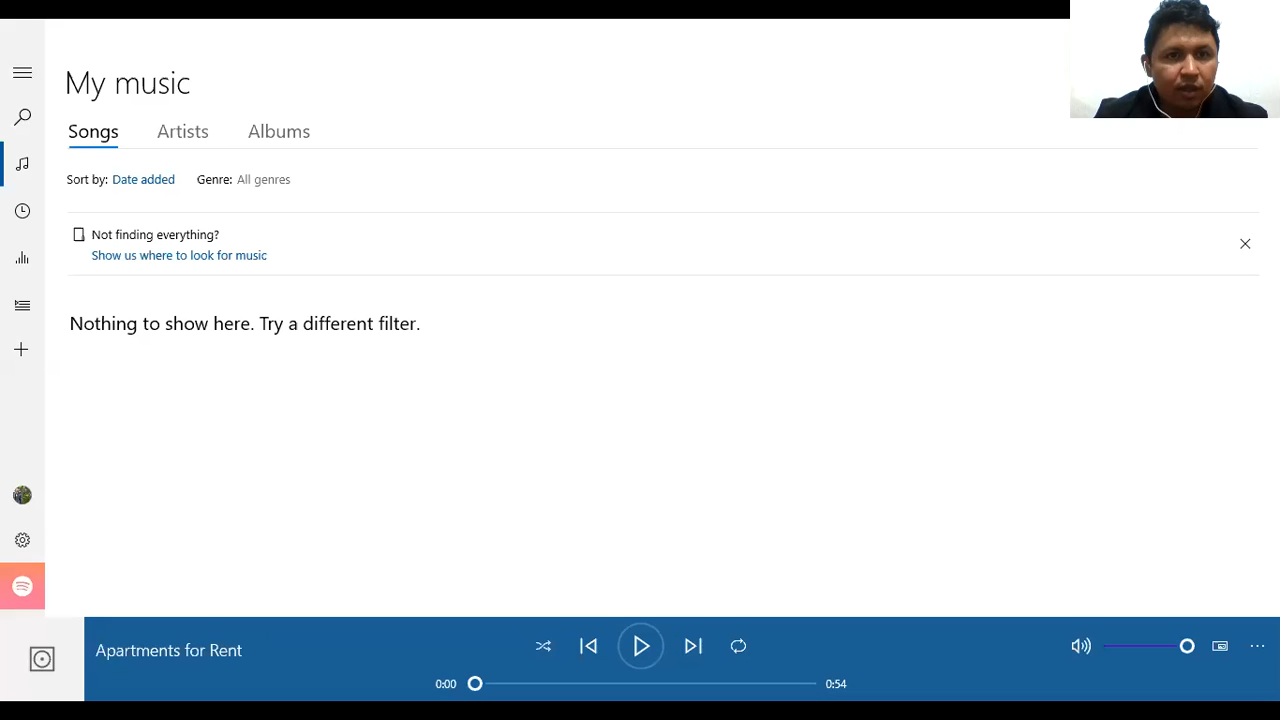 My music
Songs Artists Albums
Sort by: Date added Genre: All genres
Not finding everything?
Show us where to look for music
Nothing to show here. Try a different filter.
Apartments for Rent
0:00 0:54